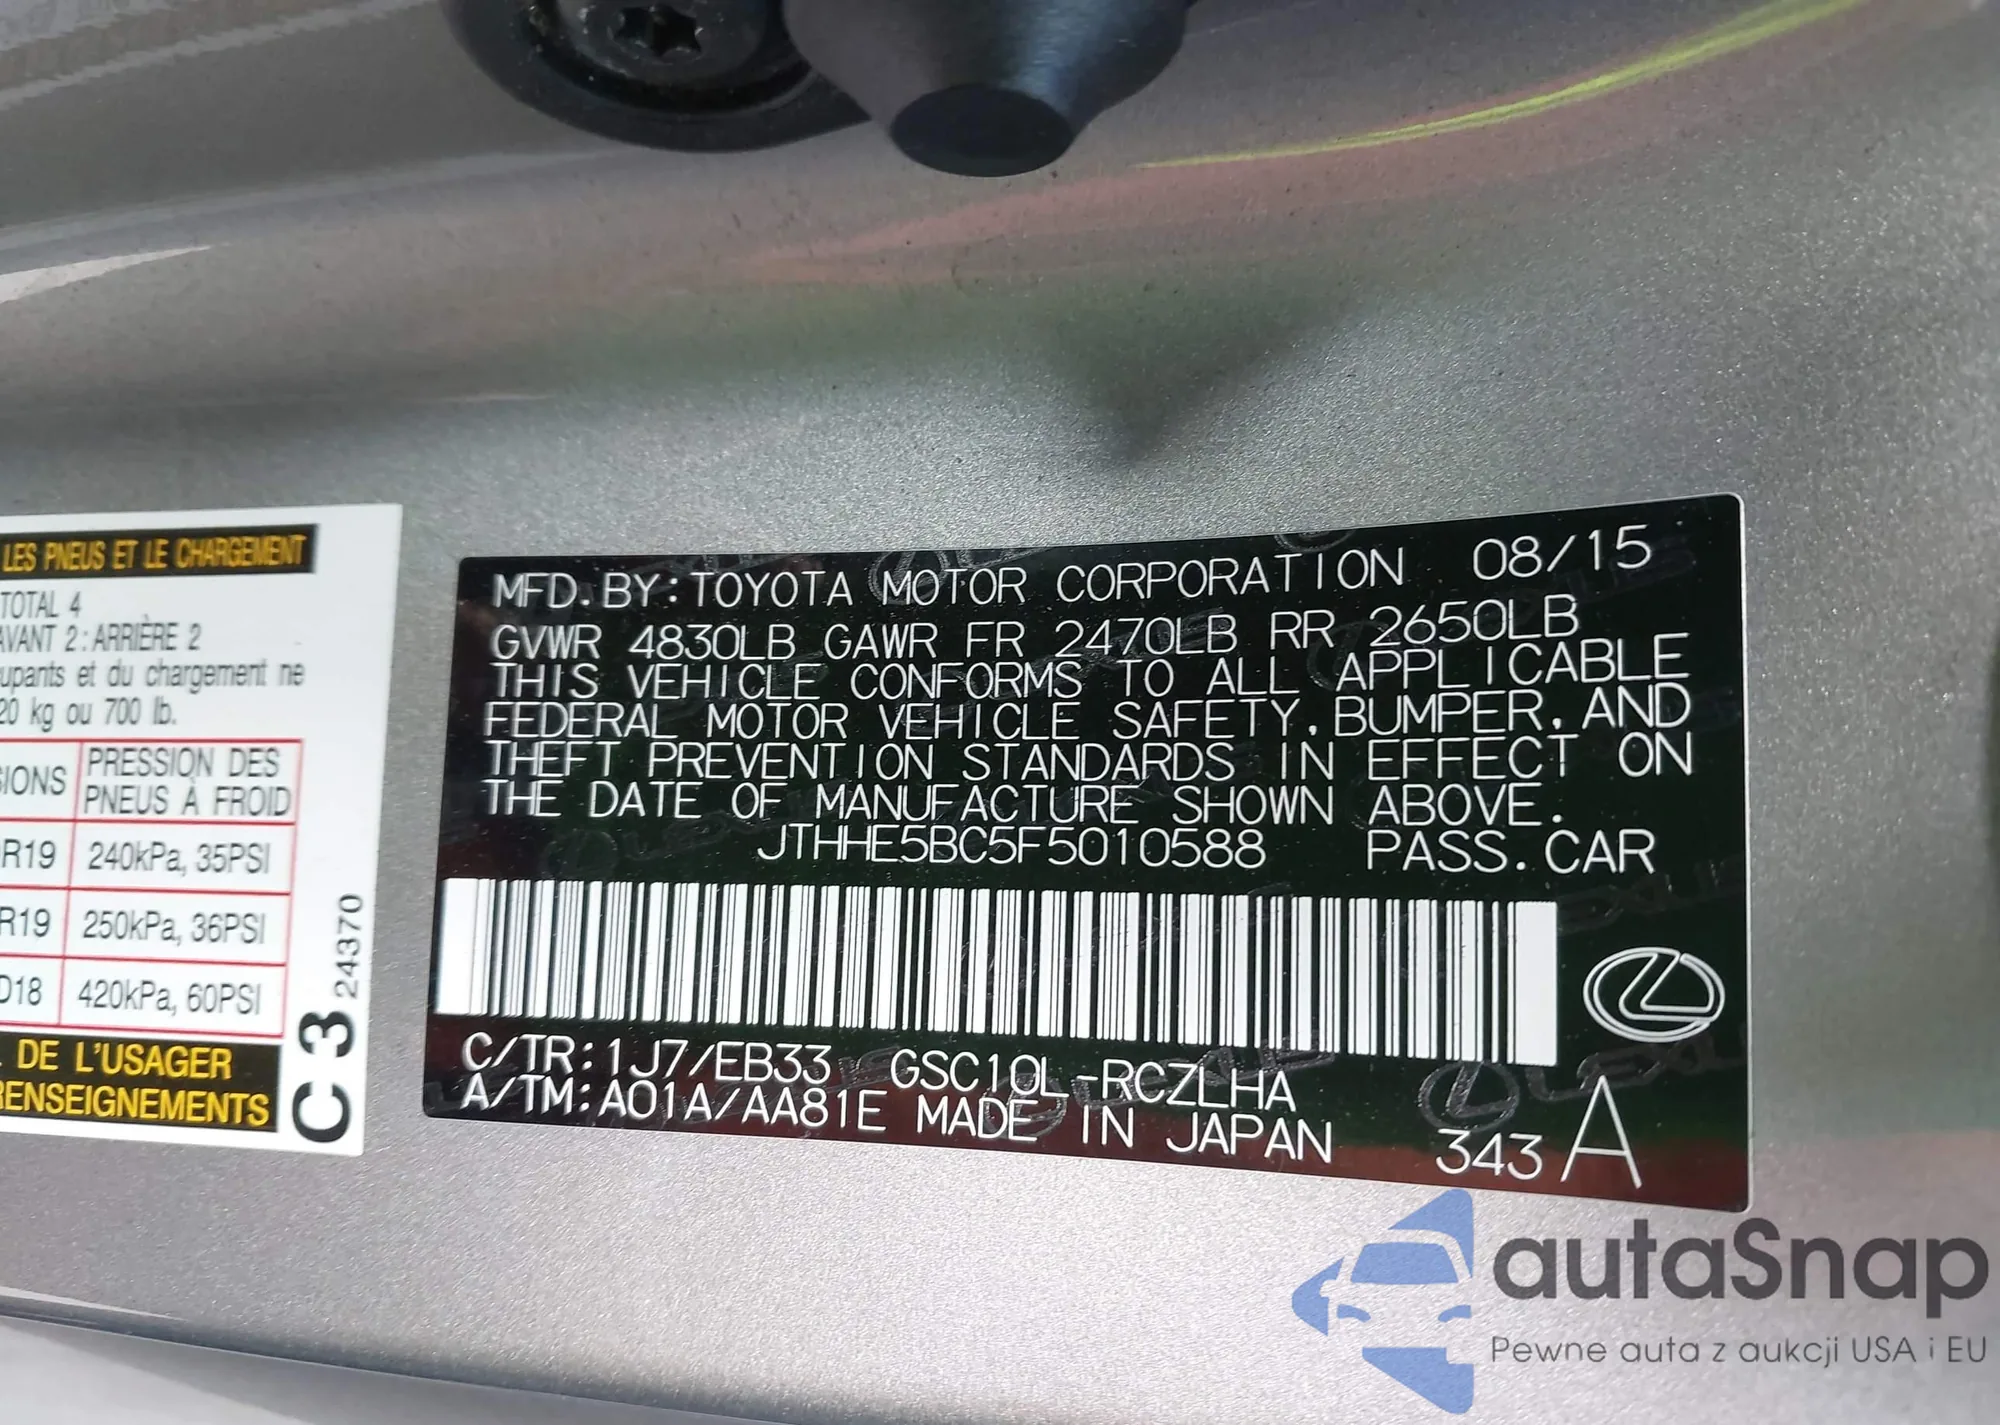 LES PNEUS ET LE CHARGEMENT
TOTAL 4
AVANT 2 : ARRIÈRE 2
upants et du chargement ne
20 kg ou 700 lb.
IONS PRESSION DES
PNEUS À FROID
R19 240kPa, 35PSI
R19 250kPa, 36PSI
D18 420kPa, 60PSI
DE L'USAGER
RENSEIGNEMENTS
C3 24370
MFD. BY: TOYOTA MOTOR CORPORATION 08/15
GVWR 4830LB GAWR FR 2470LB RR 2650LB
THIS VEHICLE CONFORMS TO ALL APPLICABLE
FEDERAL MOTOR VEHICLE SAFETY, BUMPER, AND
THEFT PREVENTION STANDARDS IN EFFECT ON
THE DATE OF MANUFACTURE SHOWN ABOVE.
JTHHE5BC5F5010588 PASS. CAR
C/TR: 1J7/EB33 GSC10L-RCZLHA
A/TM: A01A/AA81E MADE IN JAPAN 343 A
autaSnap
Pewne auta z aukcji USA i EU